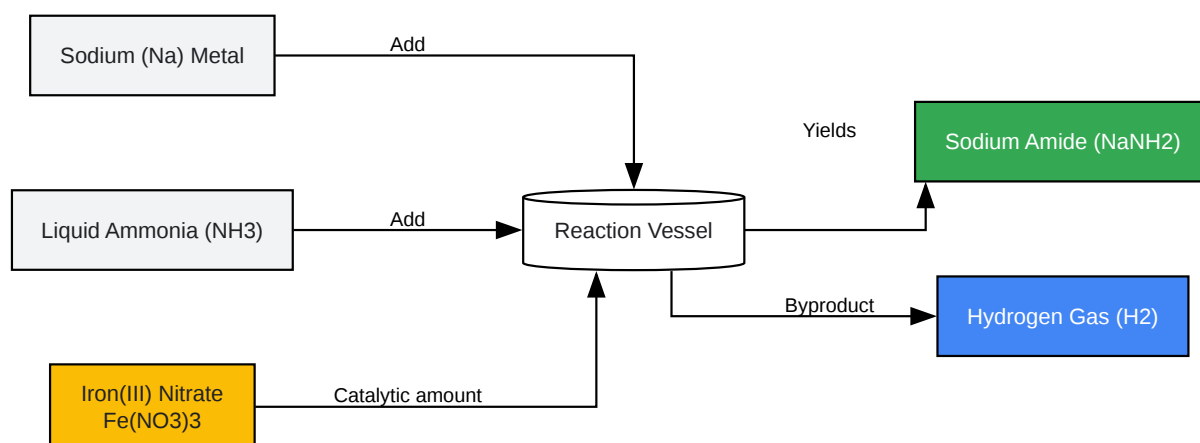 Sodium (Na) Metal
Add
Yields
Sodium Amide (NaNH2)
Liquid Ammonia (NH3)
Add
Reaction Vessel
Byproduct
Hydrogen Gas (H2)
Iron(III) Nitrate
Fe(NO3)3
Catalytic amount